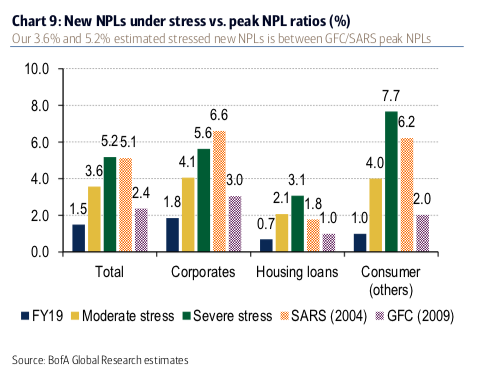 Chart 9: New NPLs under stress vs. peak NPL ratios (%)
Our 3.6% and 5.2% estimated stressed new NPLs is between GFC/SARS peak NPLs
10.0
8.0
6.0
4.0
2.0
0.0
1.5 3.6 5.2 5.1 2.4
1.8 4.1 5.6 6.6 3.0
0.7 2.1 3.1 1.8 1.0
1.0 4.0 7.7 6.2 2.0
Total Corporates Housing loans Consumer
(others)
FY19 Moderate stress Severe stress SARS (2004) GFC (2009)
Source: BofA Global Research estimates